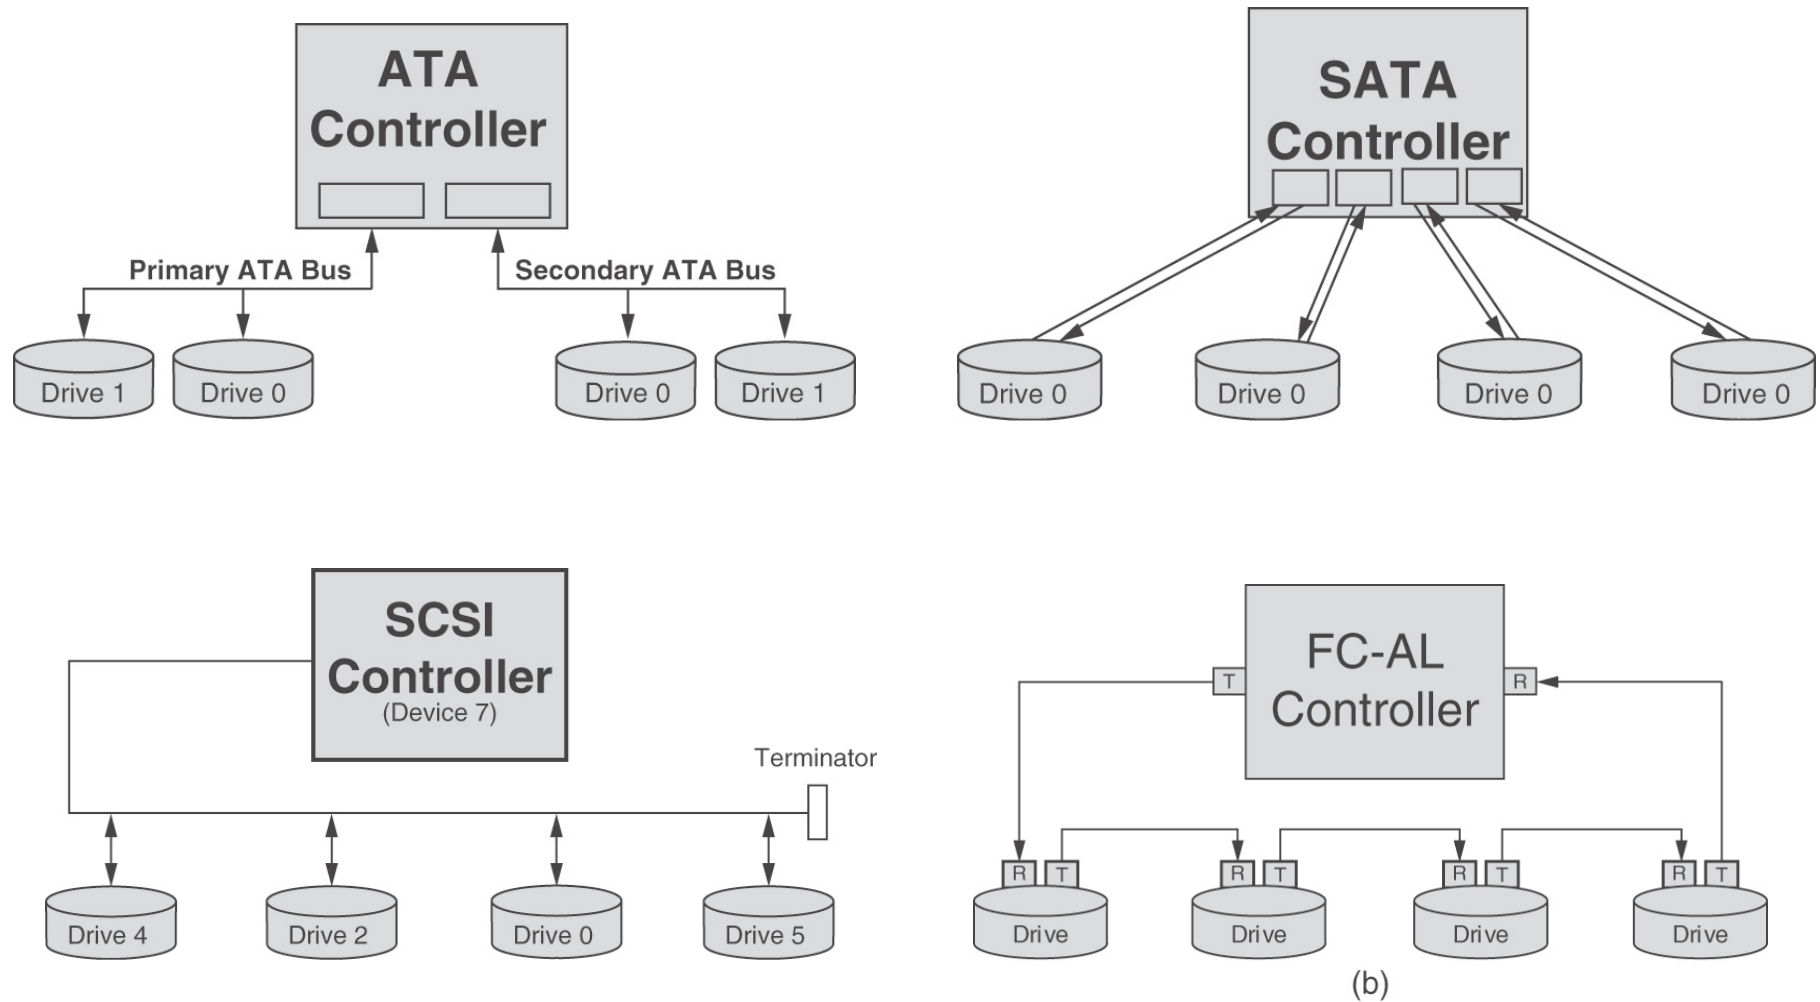 ATA
Controller
Primary ATA Bus
Secondary ATA Bus
Drive 1
Drive 0
Drive 0
Drive 1
SATA
Controller
Drive 0
Drive 0
Drive 0
Drive 0
SCSI
Controller
(Device 7)
Terminator
Drive 4
Drive 2
Drive 0
Drive 5
FC-AL
Controller
T
R
R
T
R
T
R
T
R
T
Drive
Drive
Drive
Drive
(b)